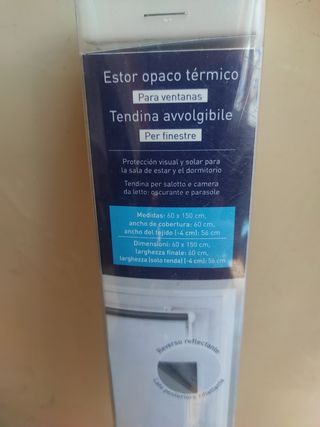 Estor opaco térmico
Para ventanas
Tendina avvolgibile
Per finestre
Protección visual y solar para
la sala de estar y el dormitorio
Tendina per salotto e camera
da letto: oscurante e parasole
Medidas: 60 x 150 cm,
ancho de cobertura: 60 cm,
ancho del tejido (-4 cm): 56 cm
Dimensioni: 60 x 150 cm,
larghezza finale: 60 cm,
larghezza (solo tenda) (-4 cm): 56 cm
Reverso reflectante
Lato posteriore riflettente